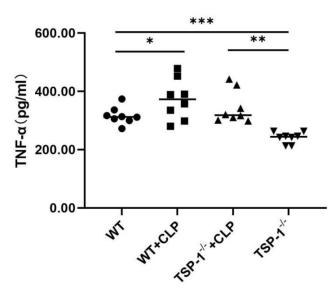 ***
*
**
600.00
400.00
200.00
0.00
TNF-α(pg/ml)
WT
WT+CLP
TSP-1⁻/⁻+CLP
TSP-1⁻/⁻